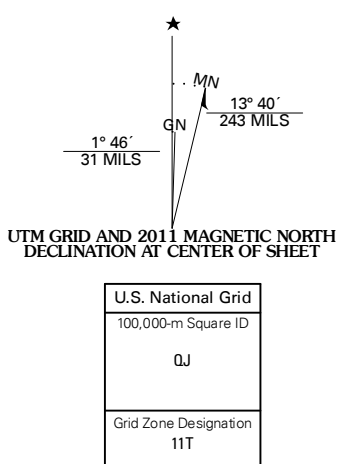 ★
MN
GN
13° 40´
243 MILS
1° 46´
31 MILS
UTM GRID AND 2011 MAGNETIC NORTH
DECLINATION AT CENTER OF SHEET
U.S. National Grid
100,000-m Square ID
QJ
Grid Zone Designation
11T